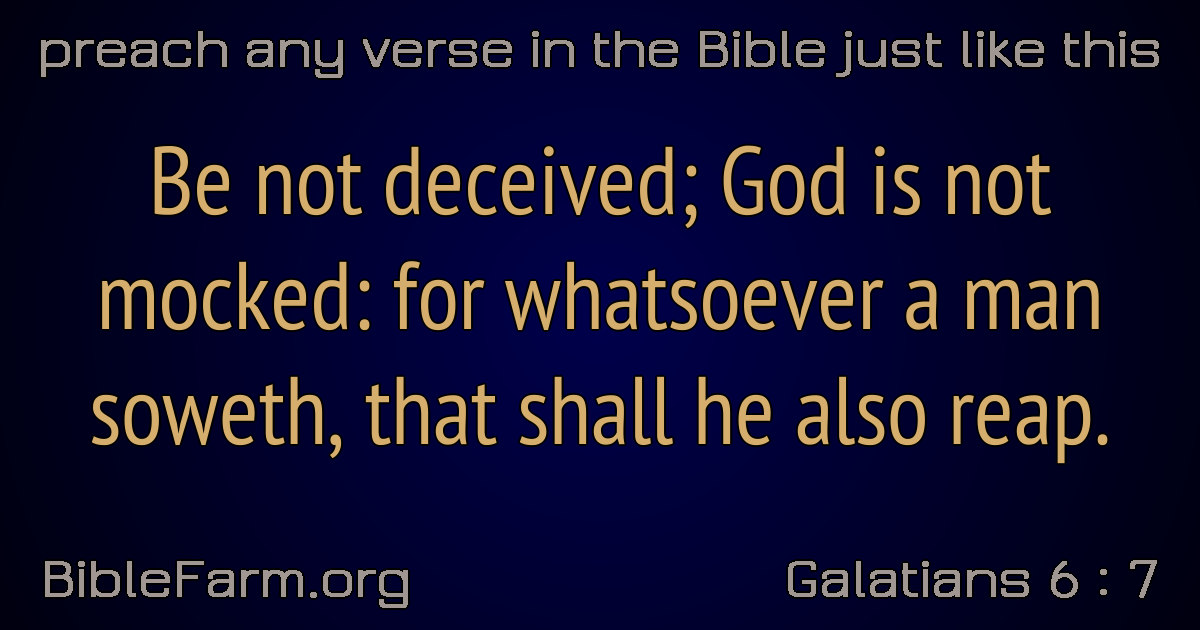 preach any verse in the Bible just like this
Be not deceived; God is not
mocked: for whatsoever a man
soweth, that shall he also reap.
BibleFarm.org
Galatians 6 : 7